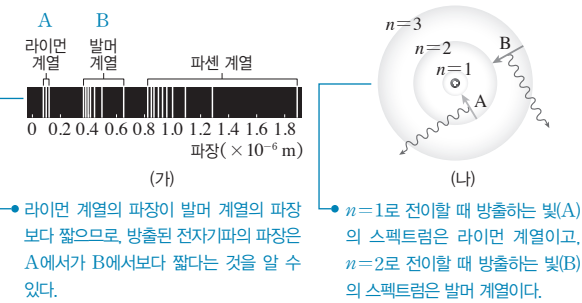 A B
라이먼 계열 발머 계열 파셴 계열
0 0.2 0.4 0.6 0.8 1.0 1.2 1.4 1.6 1.8
파장(×10⁻⁶ m)
(가)
라이먼 계열의 파장이 발머 계열의 파장
보다 짧으므로, 방출된 전자기파의 파장은
A에서가 B에서보다 짧다는 것을 알 수
있다.
n=3
n=2
n=1
B
A
(나)
n=1로 전이할 때 방출하는 빛(A)
의 스펙트럼은 라이먼 계열이고,
n=2로 전이할 때 방출하는 빛(B)
의 스펙트럼은 발머 계열이다.